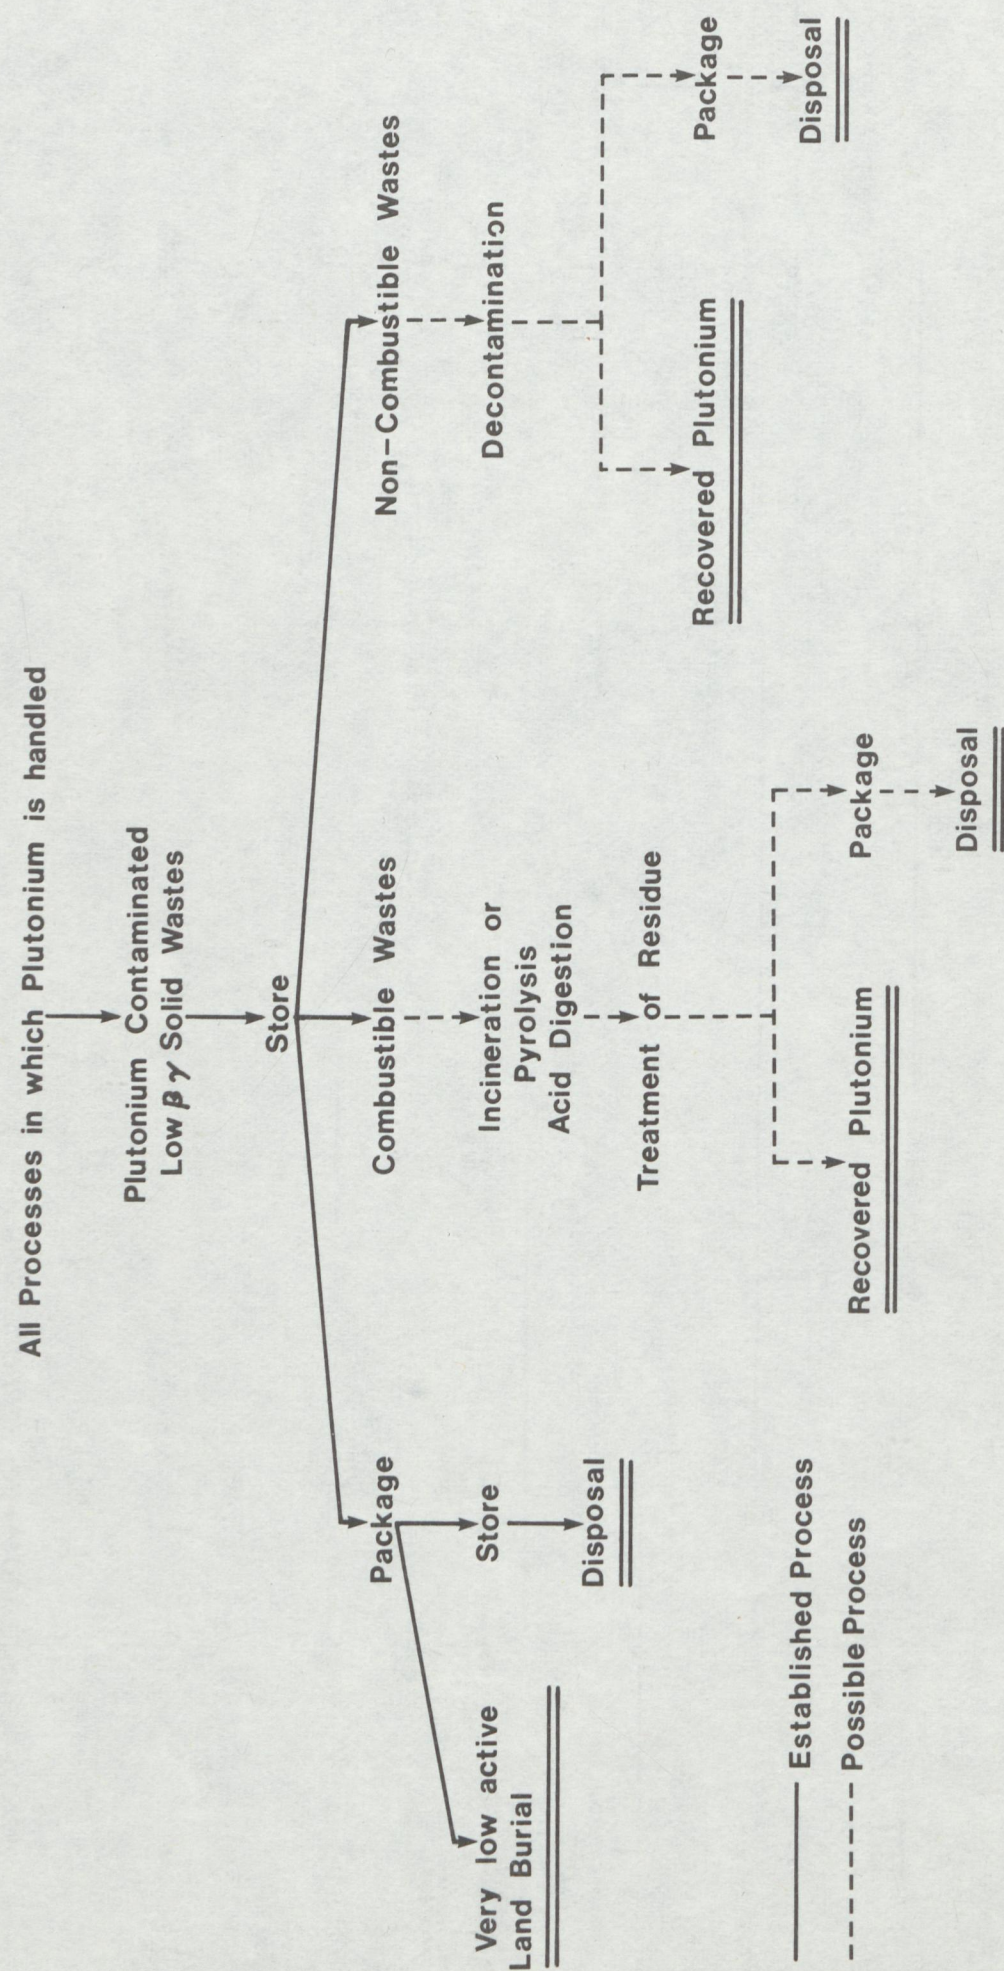 All Processes in which Plutonium is handled
Plutonium Contaminated
Low β γ Solid Wastes
Store
Package
Combustible Wastes
Non-Combustible Wastes
Very low active
Land Burial
Store
Disposal
Incineration or
Pyrolysis
Acid Digestion
Treatment of Residue
Recovered Plutonium
Package
Disposal
Decontamination
Recovered Plutonium
Package
Disposal
Established Process
Possible Process